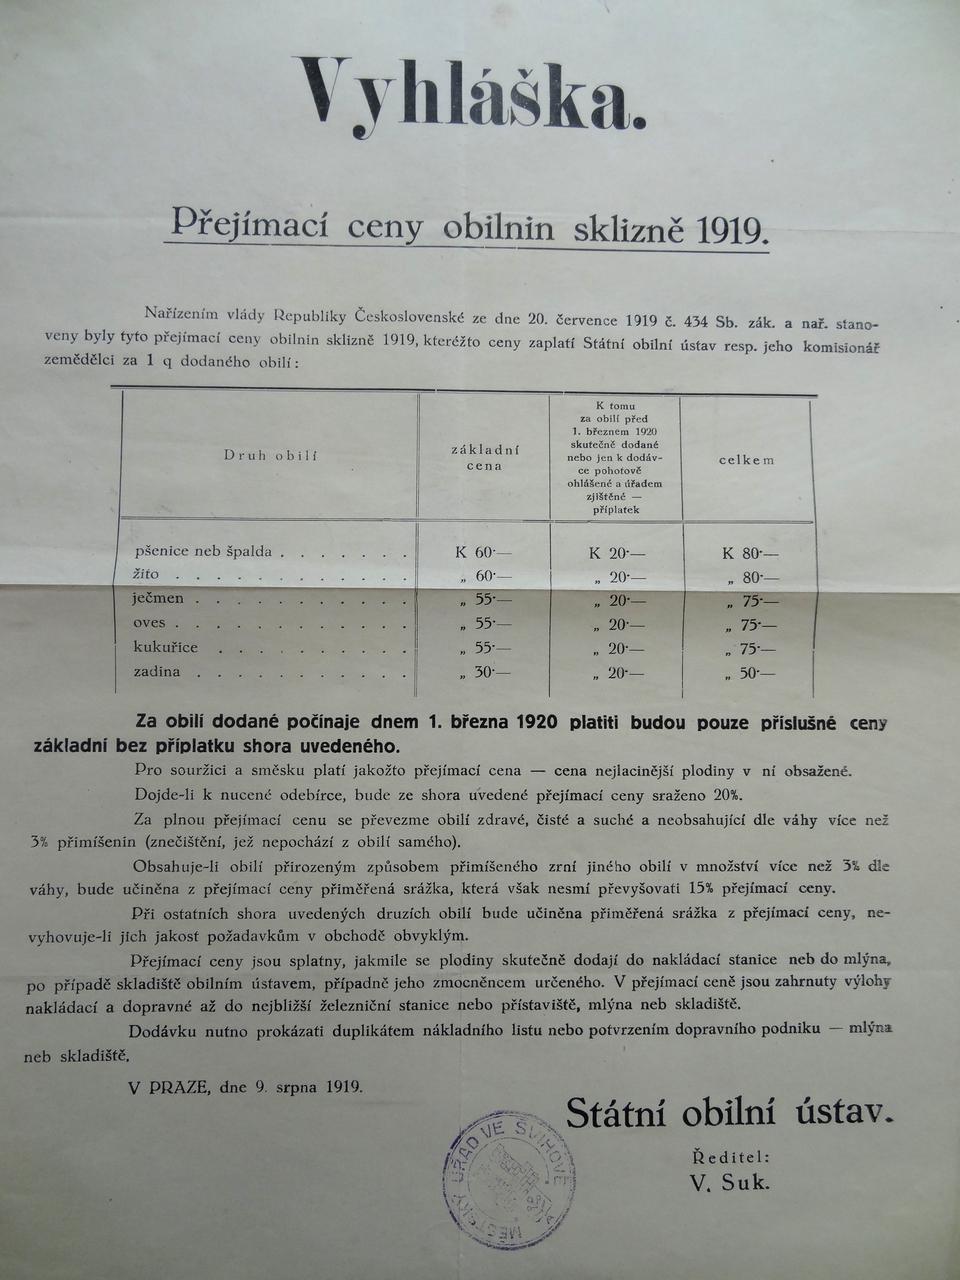 Vyhláška.
Přejímací ceny obilnin sklizně 1919.
Nařízením vlády Republiky Československé ze dne 20. července 1919 č. 434 Sb. zák. a nař. stano-
veny byly tyto přejímací ceny obilnin sklizně 1919, kteréžto ceny zaplatí Státní obilní ústav resp. jeho komisionář
zemědělci za 1 q dodaného obilí:
Druh obilí
základní
cena
K tomu
za obilí před
1. březnem 1920
skutečně dodané
nebo jen k dodáv-
ce pohotově
ohlášené a úřadem
zjištěné —
příplatek
celkem
pšenice neb špalda . . . . . . . K 60·— K 20·— K 80·—
žito . . . . . . . . . . . . „ 60·— „ 20·— „ 80·—
ječmen . . . . . . . . . . . „ 55·— „ 20·— „ 75·—
oves . . . . . . . . . . . . „ 55·— „ 20·— „ 75·—
kukuřice . . . . . . . . . . „ 55·— „ 20·— „ 75·—
zadina . . . . . . . . . . . „ 30·— „ 20·— „ 50·—
Za obilí dodané počínaje dnem 1. března 1920 platiti budou pouze příslušné ceny
základní bez příplatku shora uvedeného.
Pro souržici a směsku platí jakožto přejímací cena — cena nejlacinější plodiny v ní obsažené.
Dojde-li k nucené odebírce, bude ze shora uvedené přejímací ceny sraženo 20%.
Za plnou přejímací cenu se převezme obilí zdravé, čisté a suché a neobsahující dle váhy více než
3% přimíšenin (znečištění, jež nepochází z obilí samého).
Obsahuje-li obilí přirozeným způsobem přimíšeného zrní jiného obilí v množství více než 3% dle
váhy, bude učiněna z přejímací ceny přiměřená srážka, která však nesmí převyšovati 15% přejímací ceny.
Při ostatních shora uvedených druzích obilí bude učiněna přiměřená srážka z přejímací ceny, ne-
vyhovuje-li jich jakost požadavkům v obchodě obvyklým.
Přejímací ceny jsou splatny, jakmile se plodiny skutečně dodají do nakládací stanice neb do mlýna,
po případě skladiště obilním ústavem, případně jeho zmocněncem určeného. V přejímací ceně jsou zahrnuty výlohy
nakládací a dopravné až do nejbližší železniční stanice nebo přístaviště, mlýna neb skladiště.
Dodávku nutno prokázati duplikátem nákladního listu nebo potvrzením dopravního podniku — mlýna
neb skladiště.
V PRAZE, dne 9. srpna 1919.
Státní obilní ústav.
Ředitel:
V. Suk.
MĚSTSKÝ ÚŘAD VE ŠVIHOVĚ